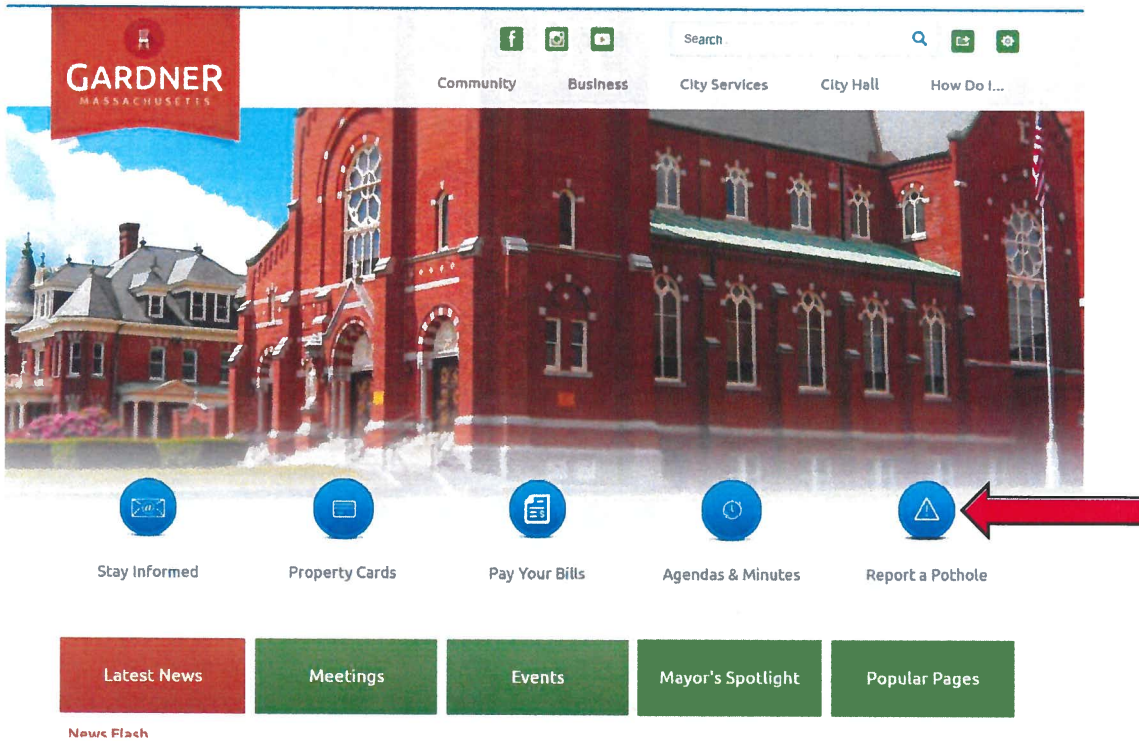 GARDNER
MASSACHUSETTS
Search
Community Business City Services City Hall How Do I...
Stay Informed Property Cards Pay Your Bills Agendas & Minutes Report a Pothole
Latest News Meetings Events Mayor's Spotlight Popular Pages
News Flash